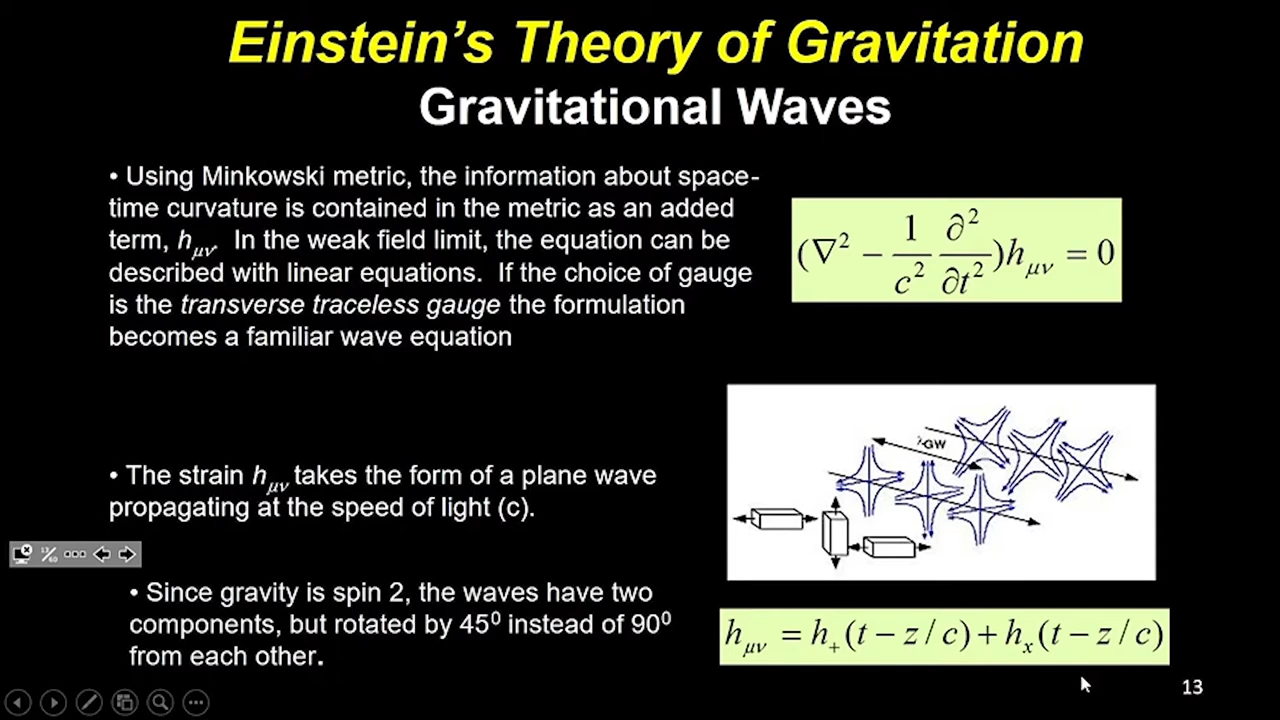 Einstein's Theory of Gravitation
Gravitational Waves
• Using Minkowski metric, the information about space-
time curvature is contained in the metric as an added
term, hμν. In the weak field limit, the equation can be
described with linear equations. If the choice of gauge
is the transverse traceless gauge the formulation
becomes a familiar wave equation
(∇² − 1/c² ∂²/∂t²)hμν = 0
λGW
• The strain hμν takes the form of a plane wave
propagating at the speed of light (c).
• Since gravity is spin 2, the waves have two
components, but rotated by 45⁰ instead of 90⁰
from each other.
hμν = h₊(t − z / c) + hₓ(t − z / c)
13